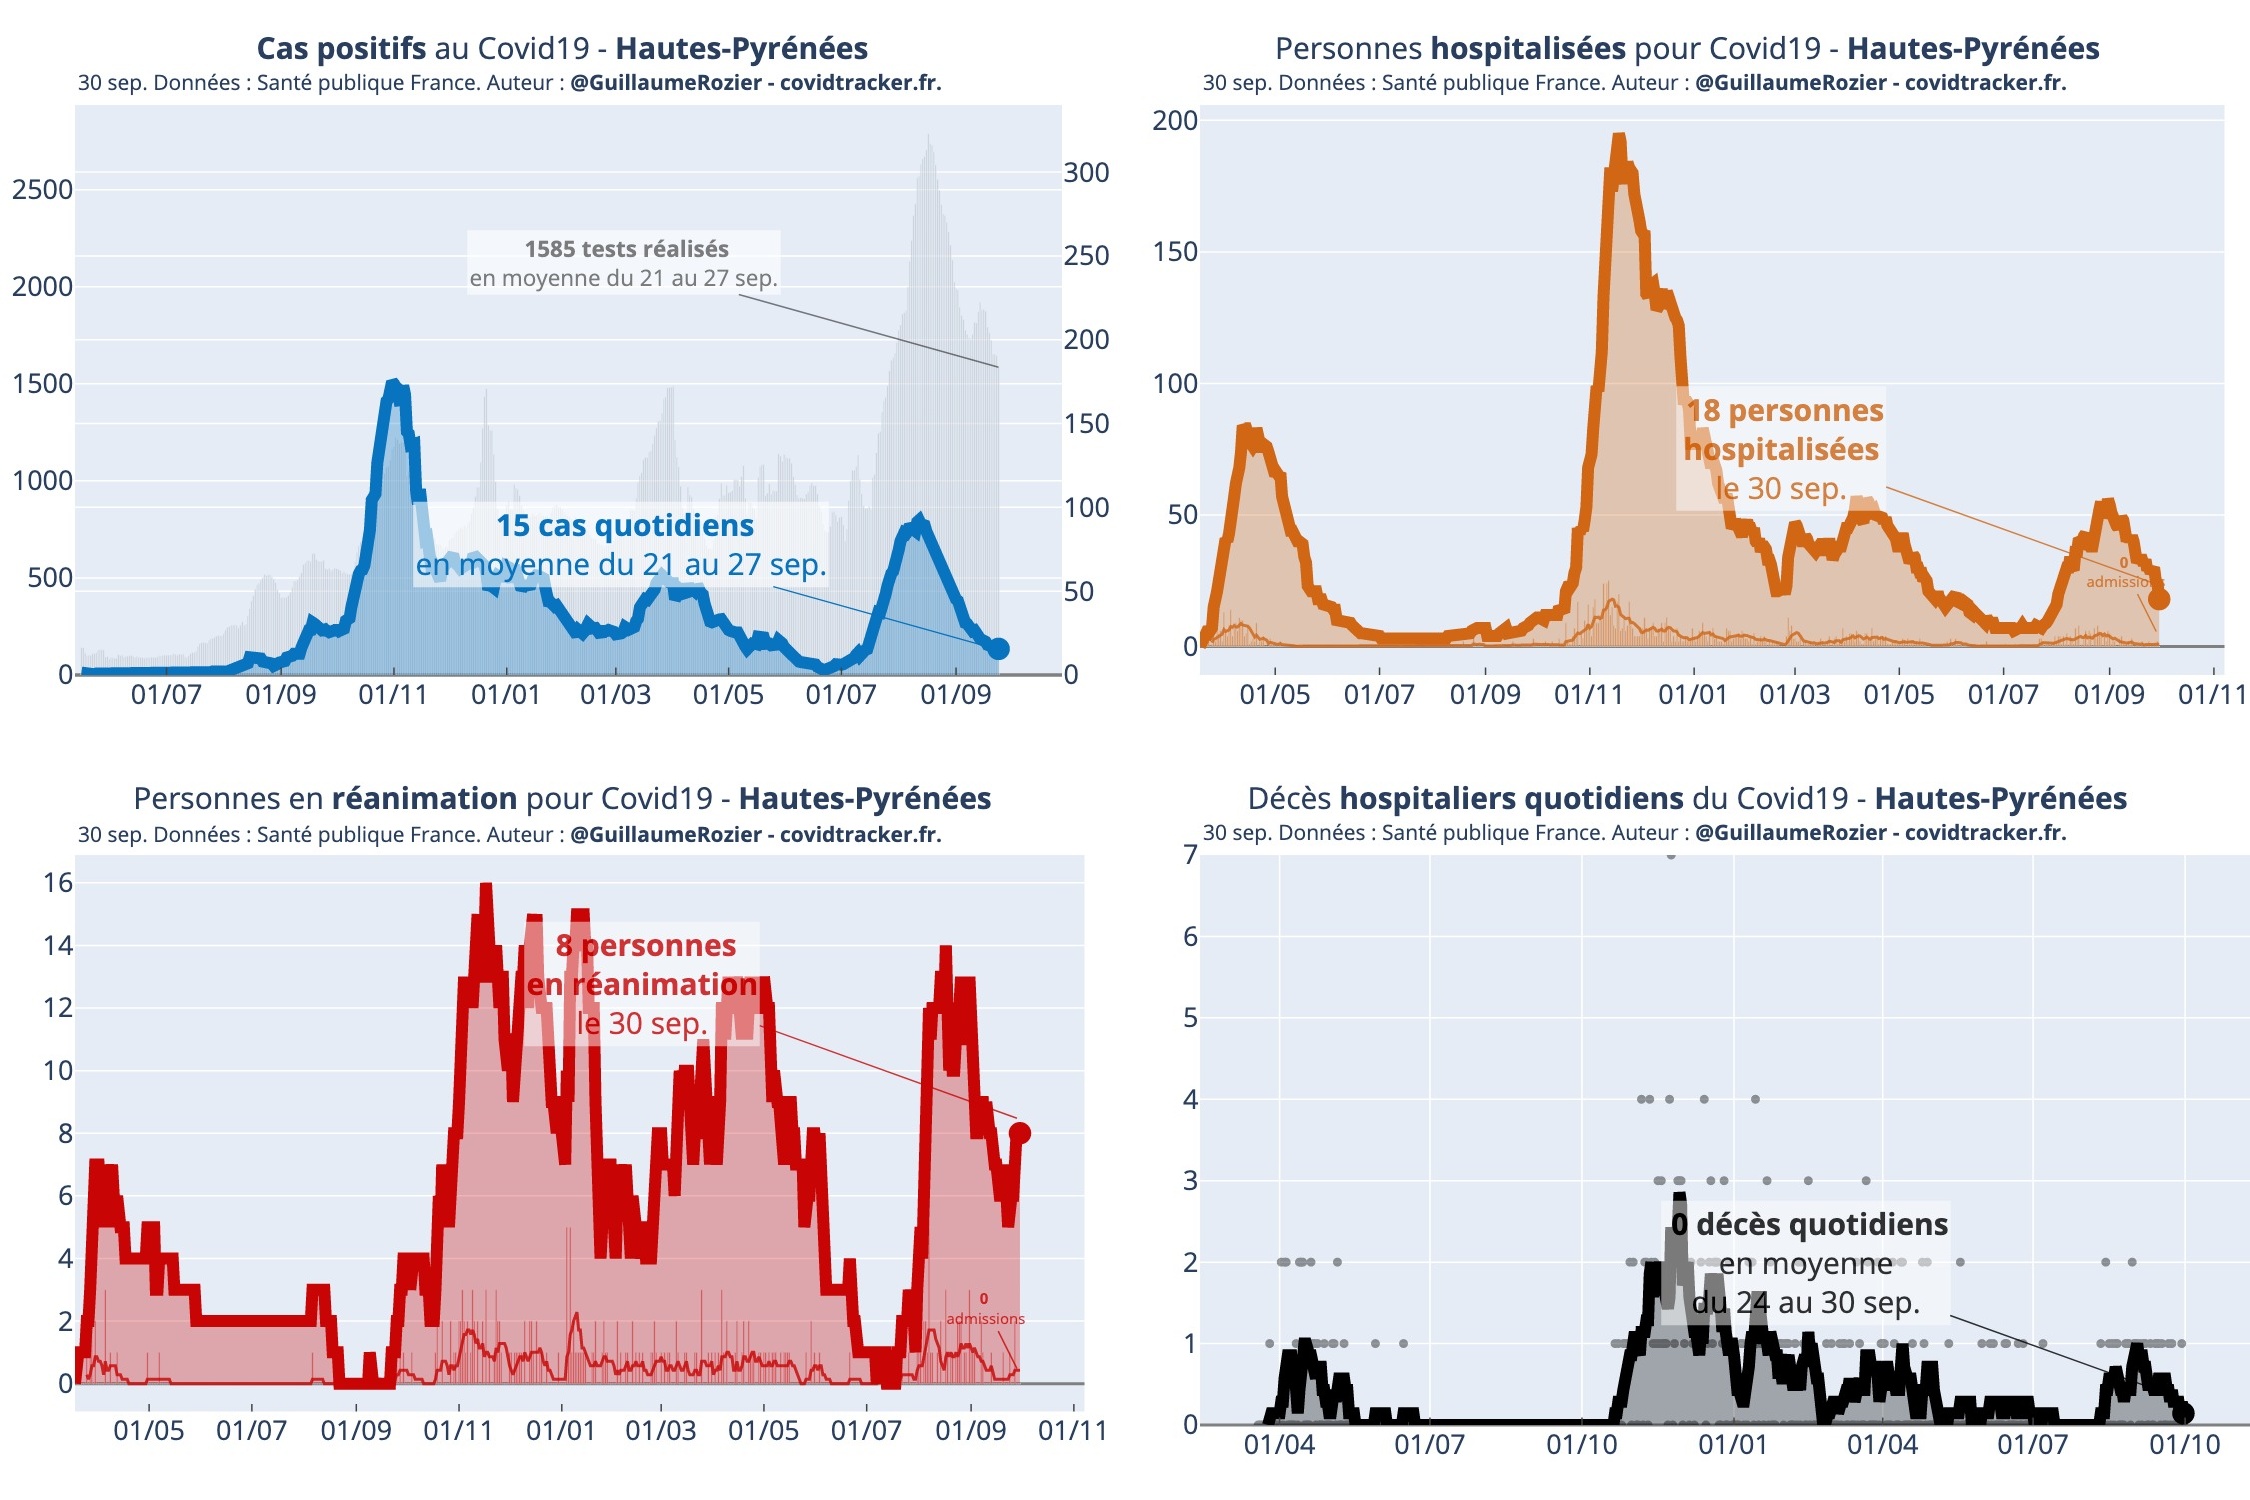 Cas positifs au Covid19 - Hautes-Pyrénées
30 sep. Données : Santé publique France. Auteur : @GuillaumeRozier - covidtracker.fr.
2500
2000
1500
1000
500
0
300
250
200
150
100
50
0
1585 tests réalisés
en moyenne du 21 au 27 sep.
15 cas quotidiens
en moyenne du 21 au 27 sep.
01/07 01/09 01/11 01/01 01/03 01/05 01/07 01/09
Personnes hospitalisées pour Covid19 - Hautes-Pyrénées
30 sep. Données : Santé publique France. Auteur : @GuillaumeRozier - covidtracker.fr.
200
150
100
50
0
18 personnes
hospitalisées
le 30 sep.
0
admissions
01/05 01/07 01/09 01/11 01/01 01/03 01/05 01/07 01/09 01/11
Personnes en réanimation pour Covid19 - Hautes-Pyrénées
30 sep. Données : Santé publique France. Auteur : @GuillaumeRozier - covidtracker.fr.
16
14
12
10
8
6
4
2
0
8 personnes
en réanimation
le 30 sep.
0
admissions
01/05 01/07 01/09 01/11 01/01 01/03 01/05 01/07 01/09 01/11
Décès hospitaliers quotidiens du Covid19 - Hautes-Pyrénées
30 sep. Données : Santé publique France. Auteur : @GuillaumeRozier - covidtracker.fr.
7
6
5
4
3
2
1
0
0 décès quotidiens
en moyenne
du 24 au 30 sep.
01/04 01/07 01/10 01/01 01/04 01/07 01/10